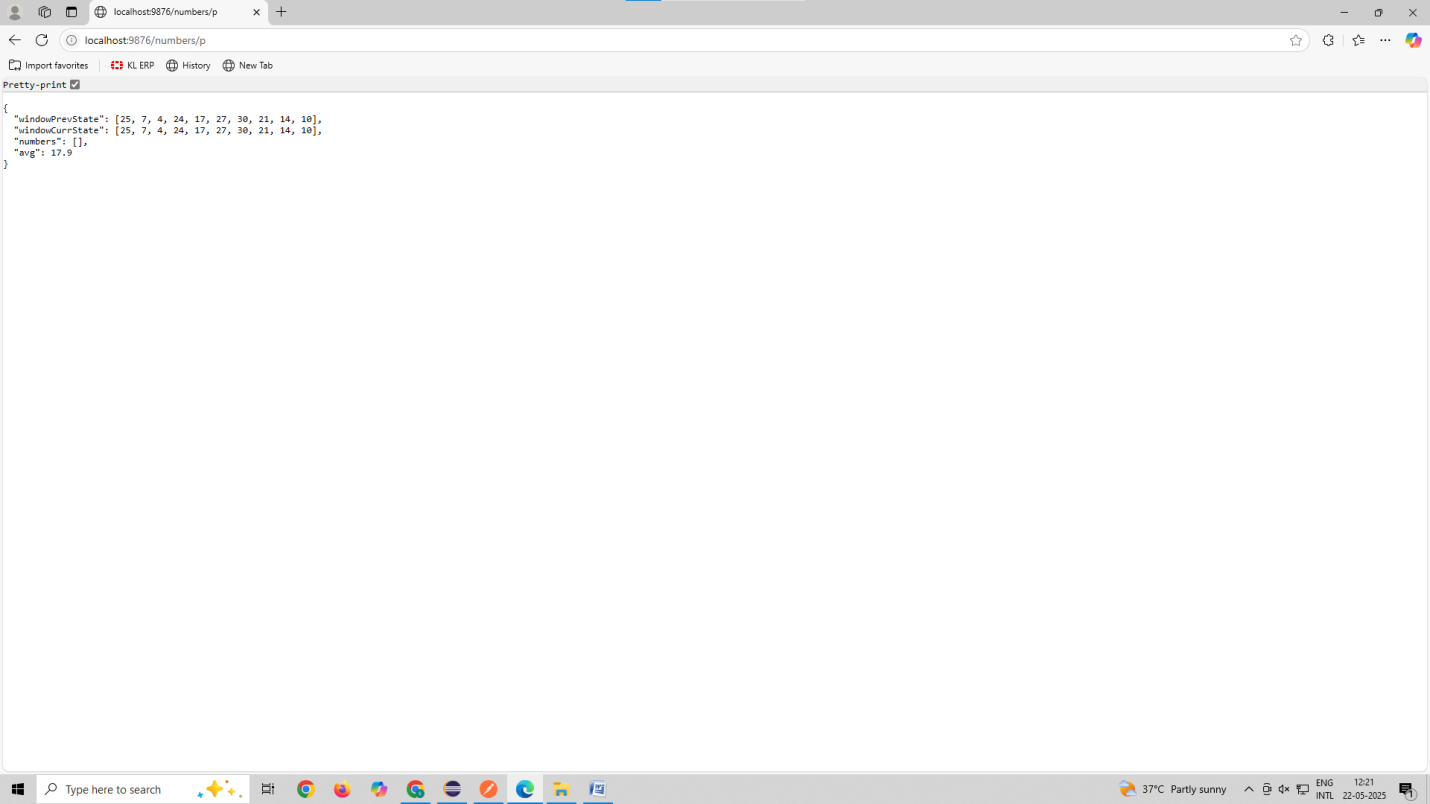 localhost:9876/numbers/p
localhost:9876/numbers/p
Import favorites
KL ERP
History
New Tab
Pretty-print
{
"windowPrevState": [25, 7, 4, 24, 17, 27, 30, 21, 14, 10],
"windowCurrState": [25, 7, 4, 24, 17, 27, 30, 21, 14, 10],
"numbers": [],
"avg": 17.9
}
Type here to search
37°C Partly sunny
ENG
INTL
12:21
22-05-2025
1